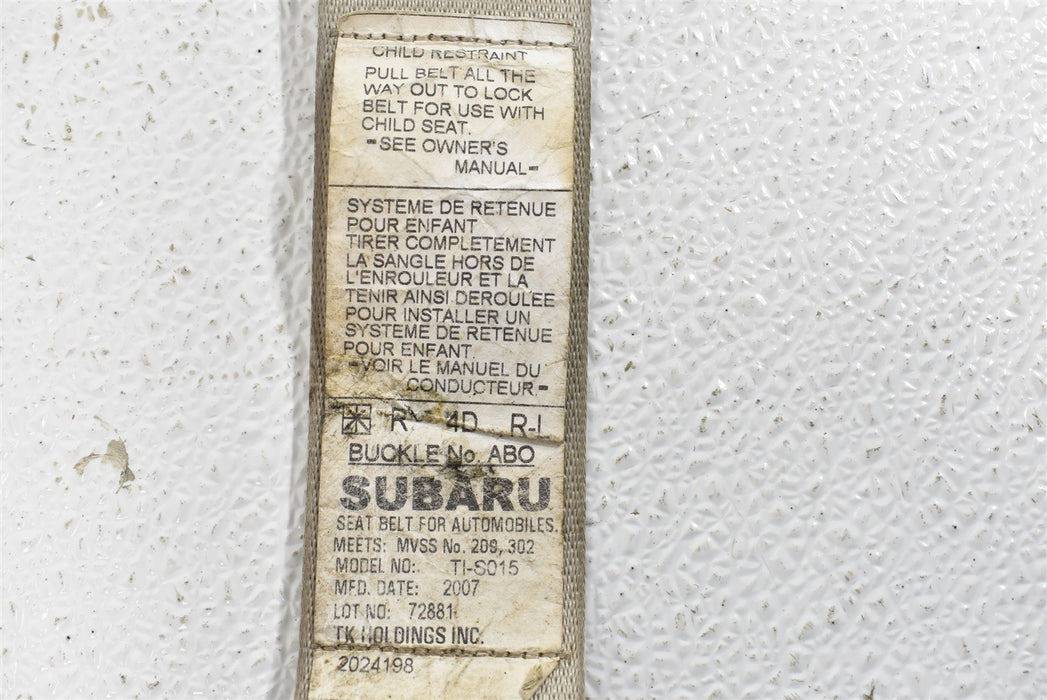 CHILD RESTRAINT
PULL BELT ALL THE
WAY OUT TO LOCK
BELT FOR USE WITH
CHILD SEAT.
-SEE OWNER'S
MANUAL-
SYSTEME DE RETENUE
POUR ENFANT
TIRER COMPLETEMENT
LA SANGLE HORS DE
L'ENROULEUR ET LA
TENIR AINSI DEROULEE
POUR INSTALLER UN
SYSTEME DE RETENUE
POUR ENFANT.
-VOIR LE MANUEL DU
CONDUCTEUR.-
4D R-I
BUCKLE No. ABO
SUBARU
SEAT BELT FOR AUTOMOBILES.
MEETS: MVSS No. 209, 302
MODEL NO: TI-S015
MFD. DATE: 2007
LOT NO: 72881
TK HOLDINGS INC.
2024198